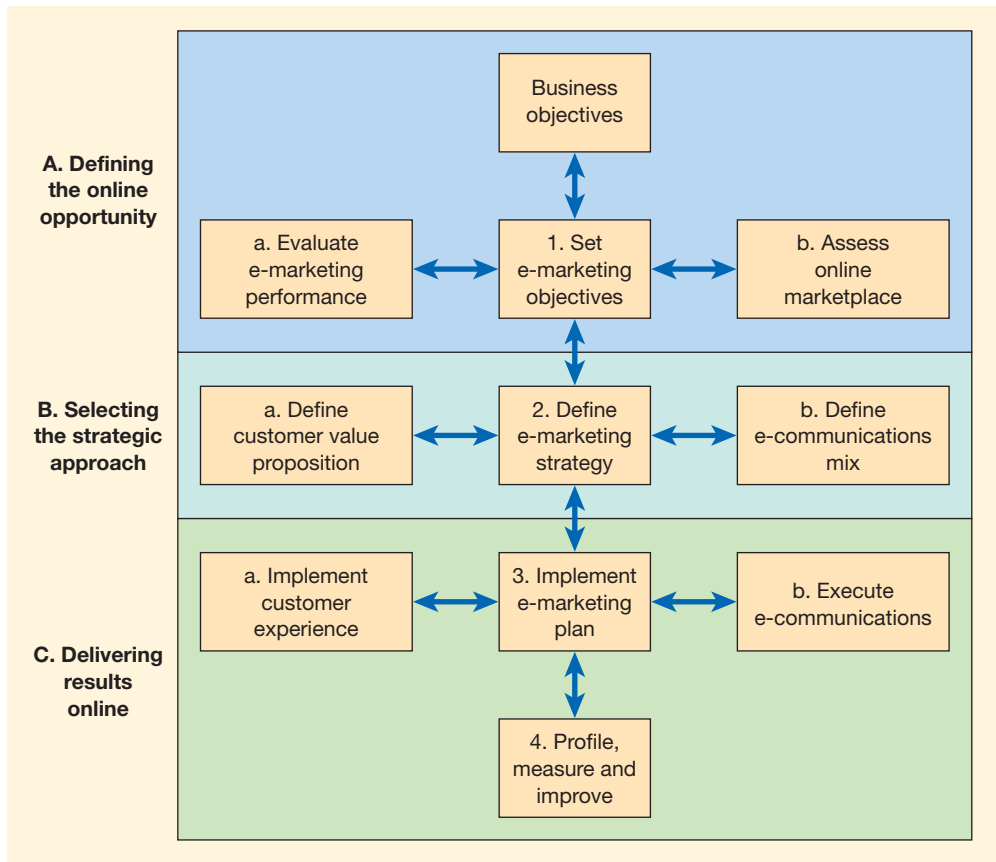 Business
objectives
A. Defining
the online
opportunity
a. Evaluate
e-marketing
performance
1. Set
e-marketing
objectives
b. Assess
online
marketplace
B. Selecting
the strategic
approach
a. Define
customer value
proposition
2. Define
e-marketing
strategy
b. Define
e-communications
mix
a. Implement
customer
experience
3. Implement
e-marketing
plan
b. Execute
e-communications
C. Delivering
results
online
4. Profile,
measure and
improve